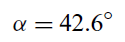 α = 42.6°